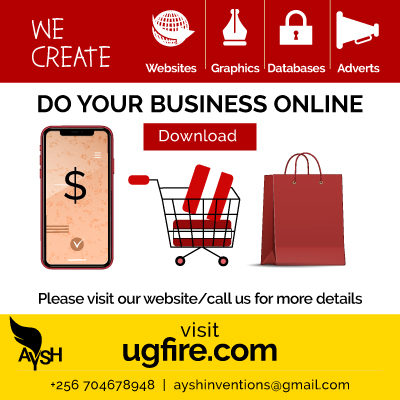 WE
CREATE
Websites
Graphics
Databases
Adverts
DO YOUR BUSINESS ONLINE
Download
$
Please visit our website/call us for more details
AYSH
visit
ugfire.com
+256 704678948 | ayshinventions@gmail.com